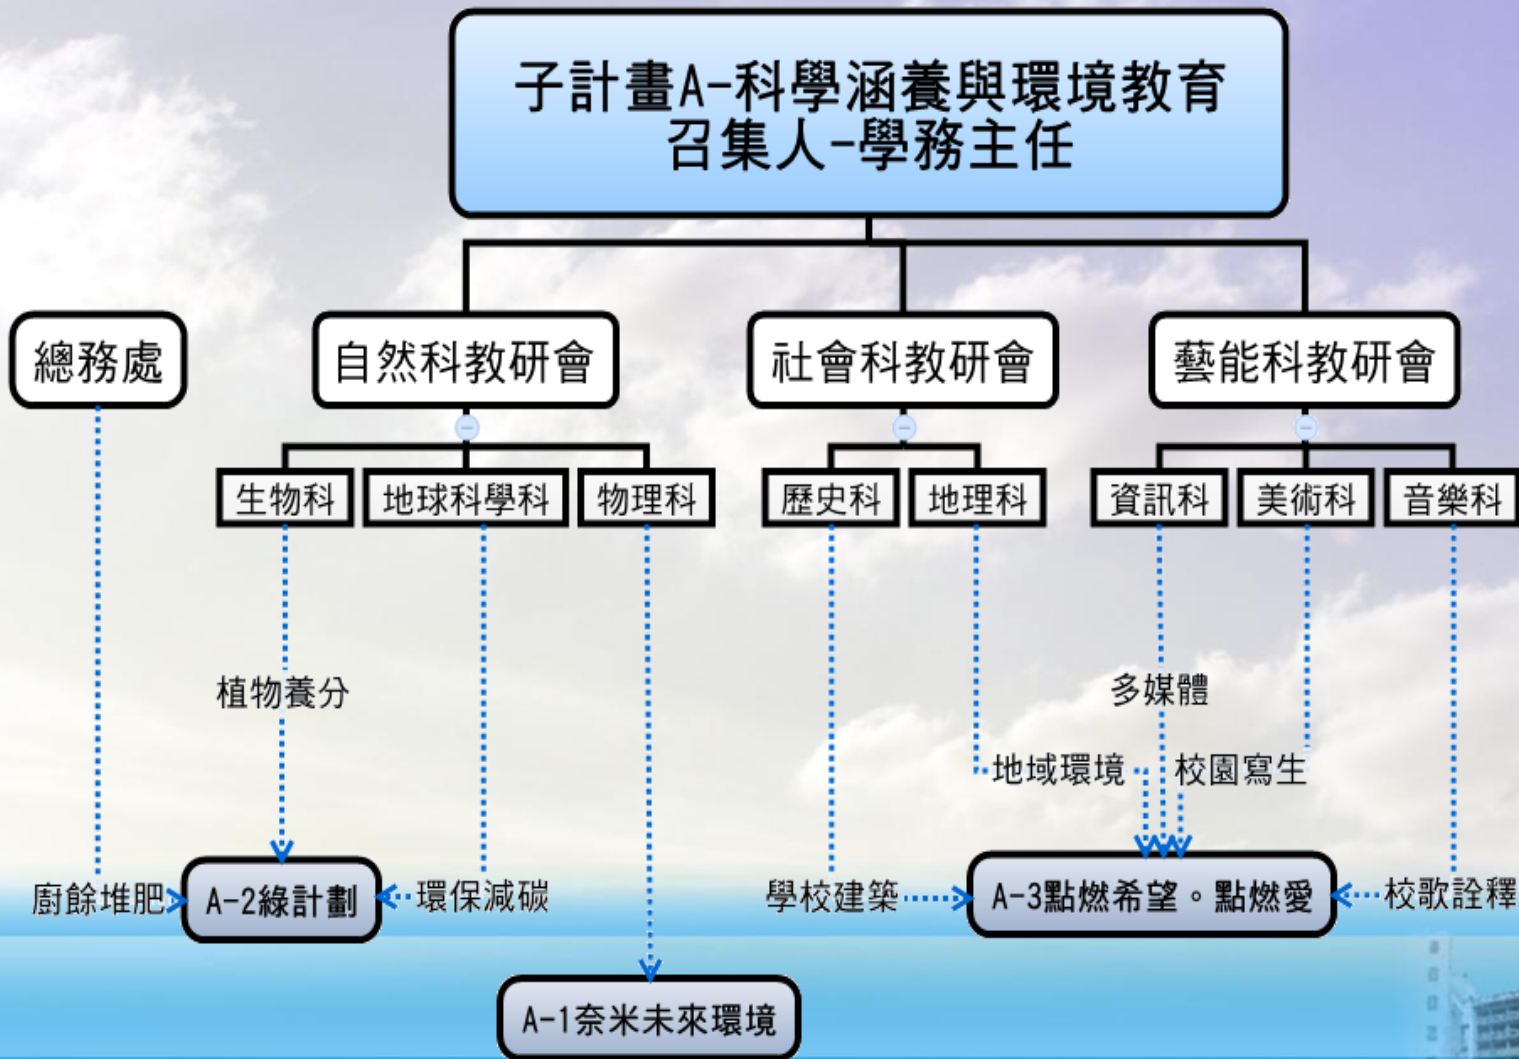 子計畫A-科學涵養與環境教育
召集人-學務主任
總務處
自然科教研會
社會科教研會
藝能科教研會
生物科
地球科學科
物理科
歷史科
地理科
資訊科
美術科
音樂科
植物養分
多媒體
地域環境
校園寫生
廚餘堆肥
A-2綠計劃
環保減碳
學校建築
A-3點燃希望。點燃愛
校歌詮釋
A-1奈米未來環境